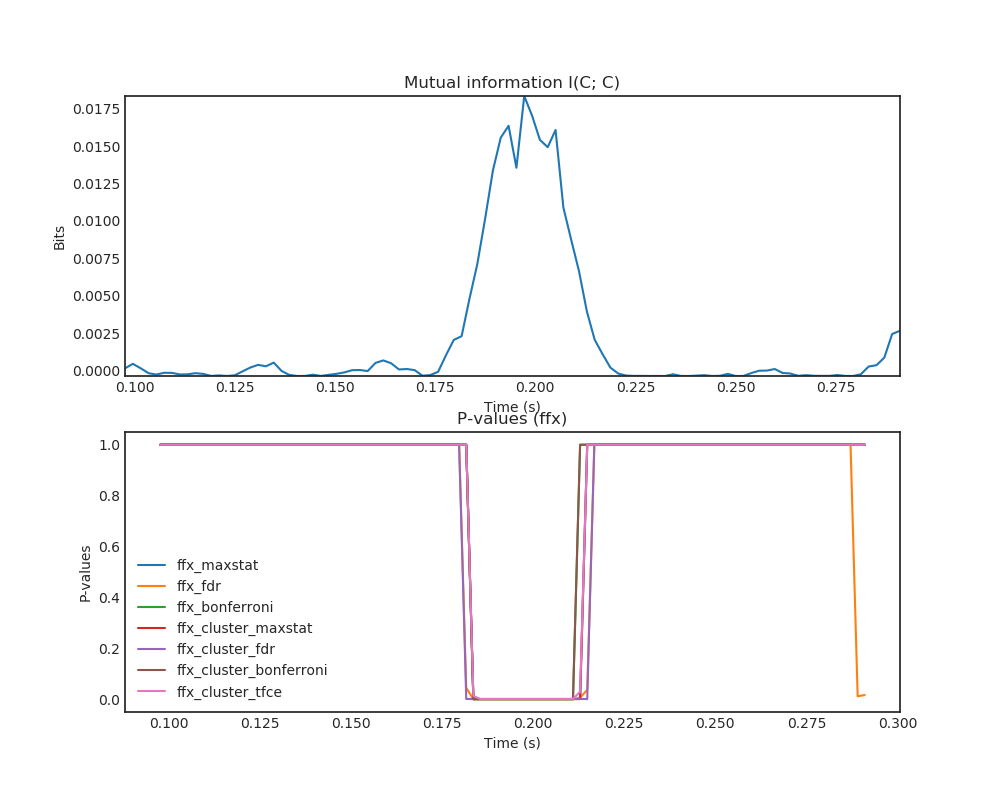 Mutual information I(C; C)
0.0175
0.0150
0.0125
0.0100
0.0075
0.0050
0.0025
0.0000
Bits
0.100 0.125 0.150 0.175 0.200 0.225 0.250 0.275
Time (s)
P-values (ffx)
1.0
0.8
0.6
0.4
0.2
0.0
P-values
ffx_maxstat
ffx_fdr
ffx_bonferroni
ffx_cluster_maxstat
ffx_cluster_fdr
ffx_cluster_bonferroni
ffx_cluster_tfce
0.100 0.125 0.150 0.175 0.200 0.225 0.250 0.275 0.300
Time (s)